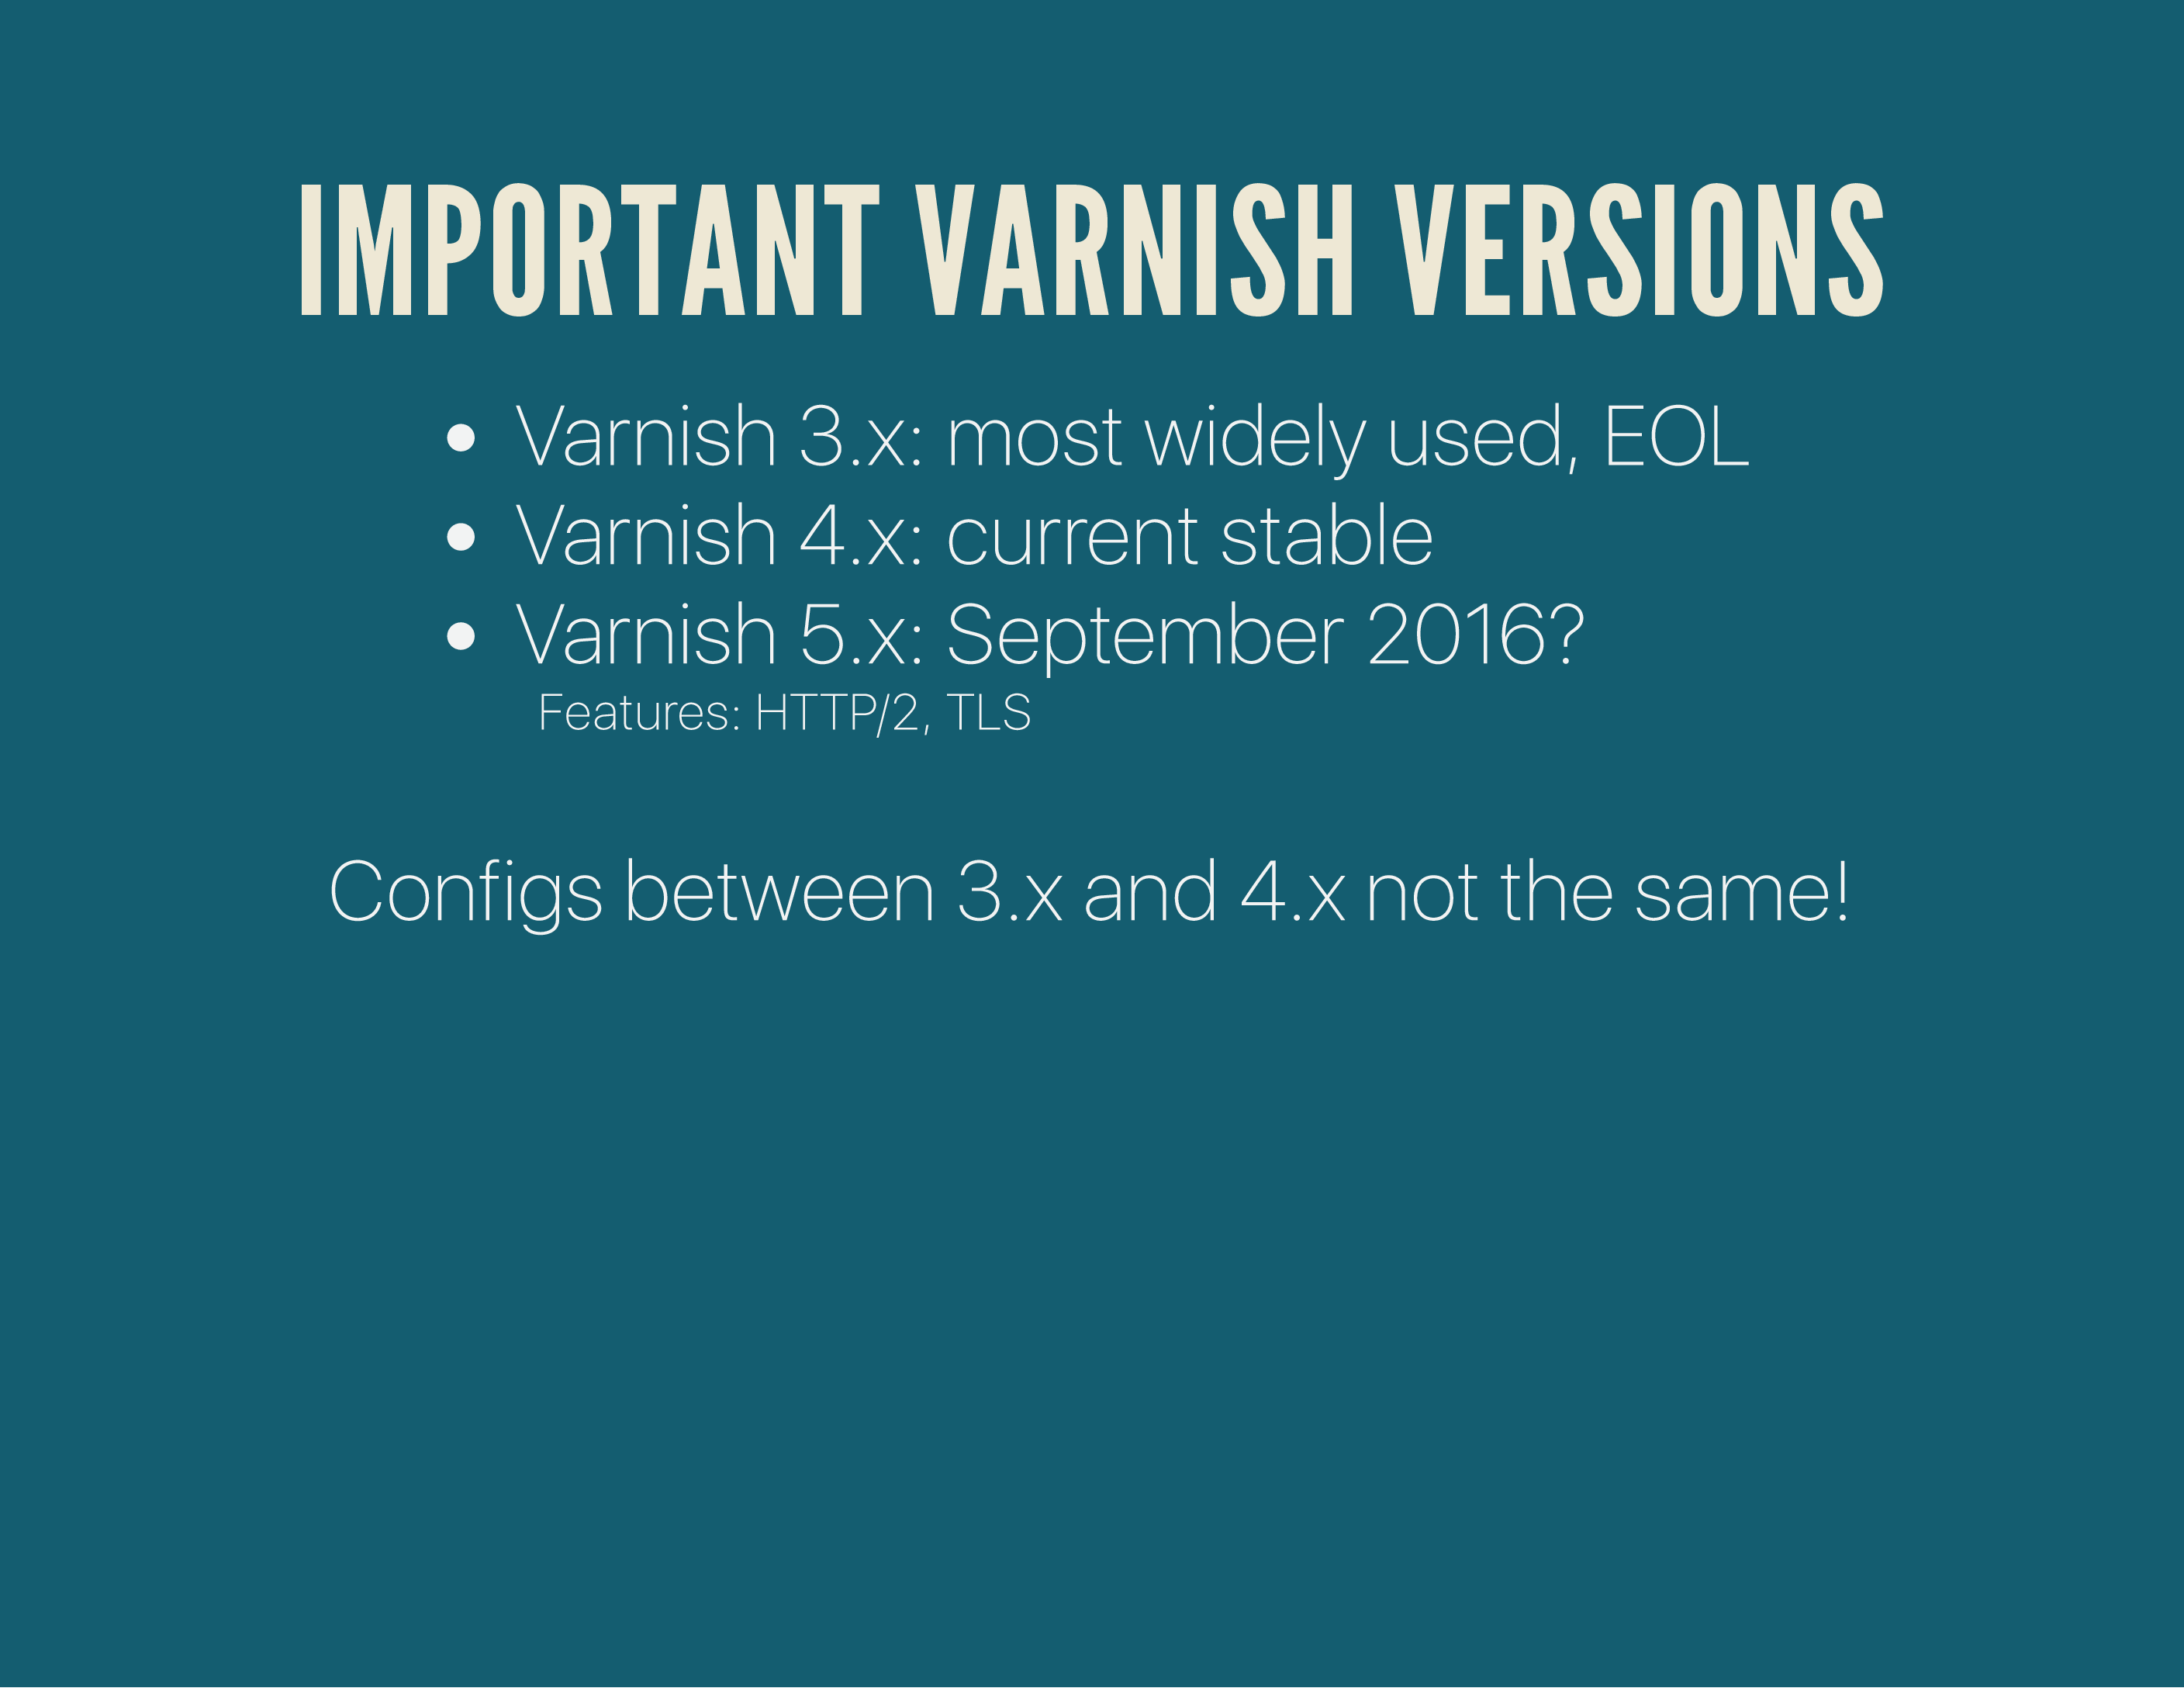 IMPORTANT VARNISH VERSIONS
• Varnish 3.x: most widely used, EOL
• Varnish 4.x: current stable
• Varnish 5.x: September 2016?
Features: HTTP/2, TLS
Configs between 3.x and 4.x not the same!